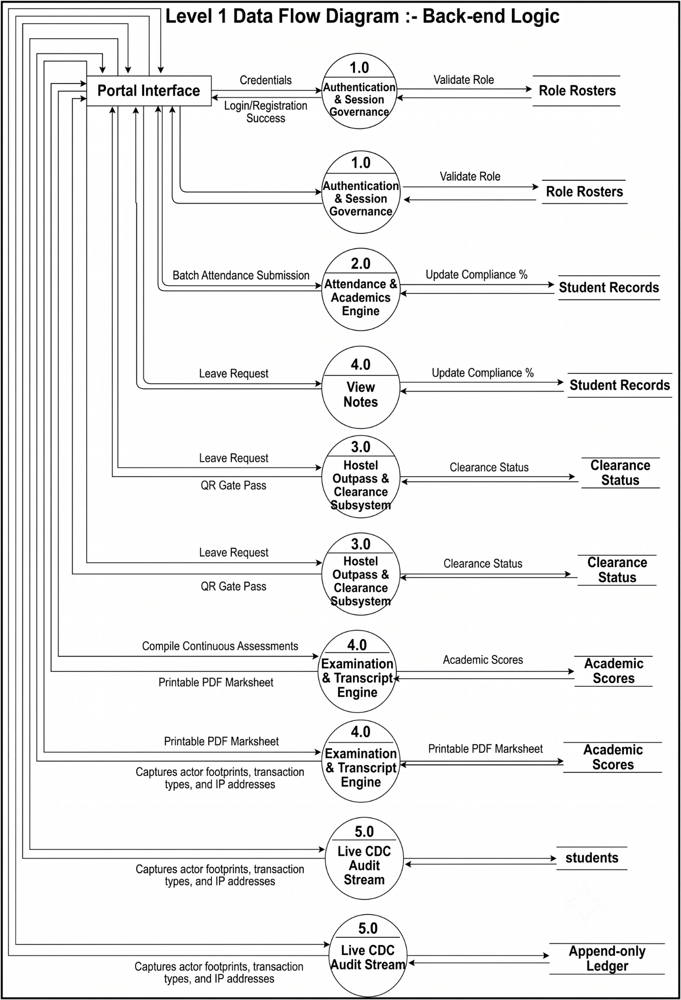 Level 1 Data Flow Diagram :- Back-end Logic
Portal Interface
Credentials
Login/Registration
Success
1.0
Authentication
& Session
Governance
Validate Role
Role Rosters
1.0
Authentication
& Session
Governance
Validate Role
Role Rosters
Batch Attendance Submission
2.0
Attendance &
Academics
Engine
Update Compliance %
Student Records
Leave Request
4.0
View
Notes
Update Compliance %
Student Records
Leave Request
QR Gate Pass
3.0
Hostel
Outpass &
Clearance
Subsystem
Clearance Status
Clearance
Status
Leave Request
QR Gate Pass
3.0
Hostel
Outpass &
Clearance
Subsystem
Clearance Status
Clearance
Status
Compile Continuous Assessments
Printable PDF Marksheet
4.0
Examination
& Transcript
Engine
Academic Scores
Academic
Scores
Printable PDF Marksheet
Captures actor footprints, transaction
types, and IP addresses
4.0
Examination
& Transcript
Engine
Printable PDF Marksheet
Academic
Scores
Captures actor footprints, transaction
types, and IP addresses
5.0
Live CDC
Audit
Stream
students
Captures actor footprints, transaction
types, and IP addresses
5.0
Live CDC
Audit Stream
Append-only
Ledger